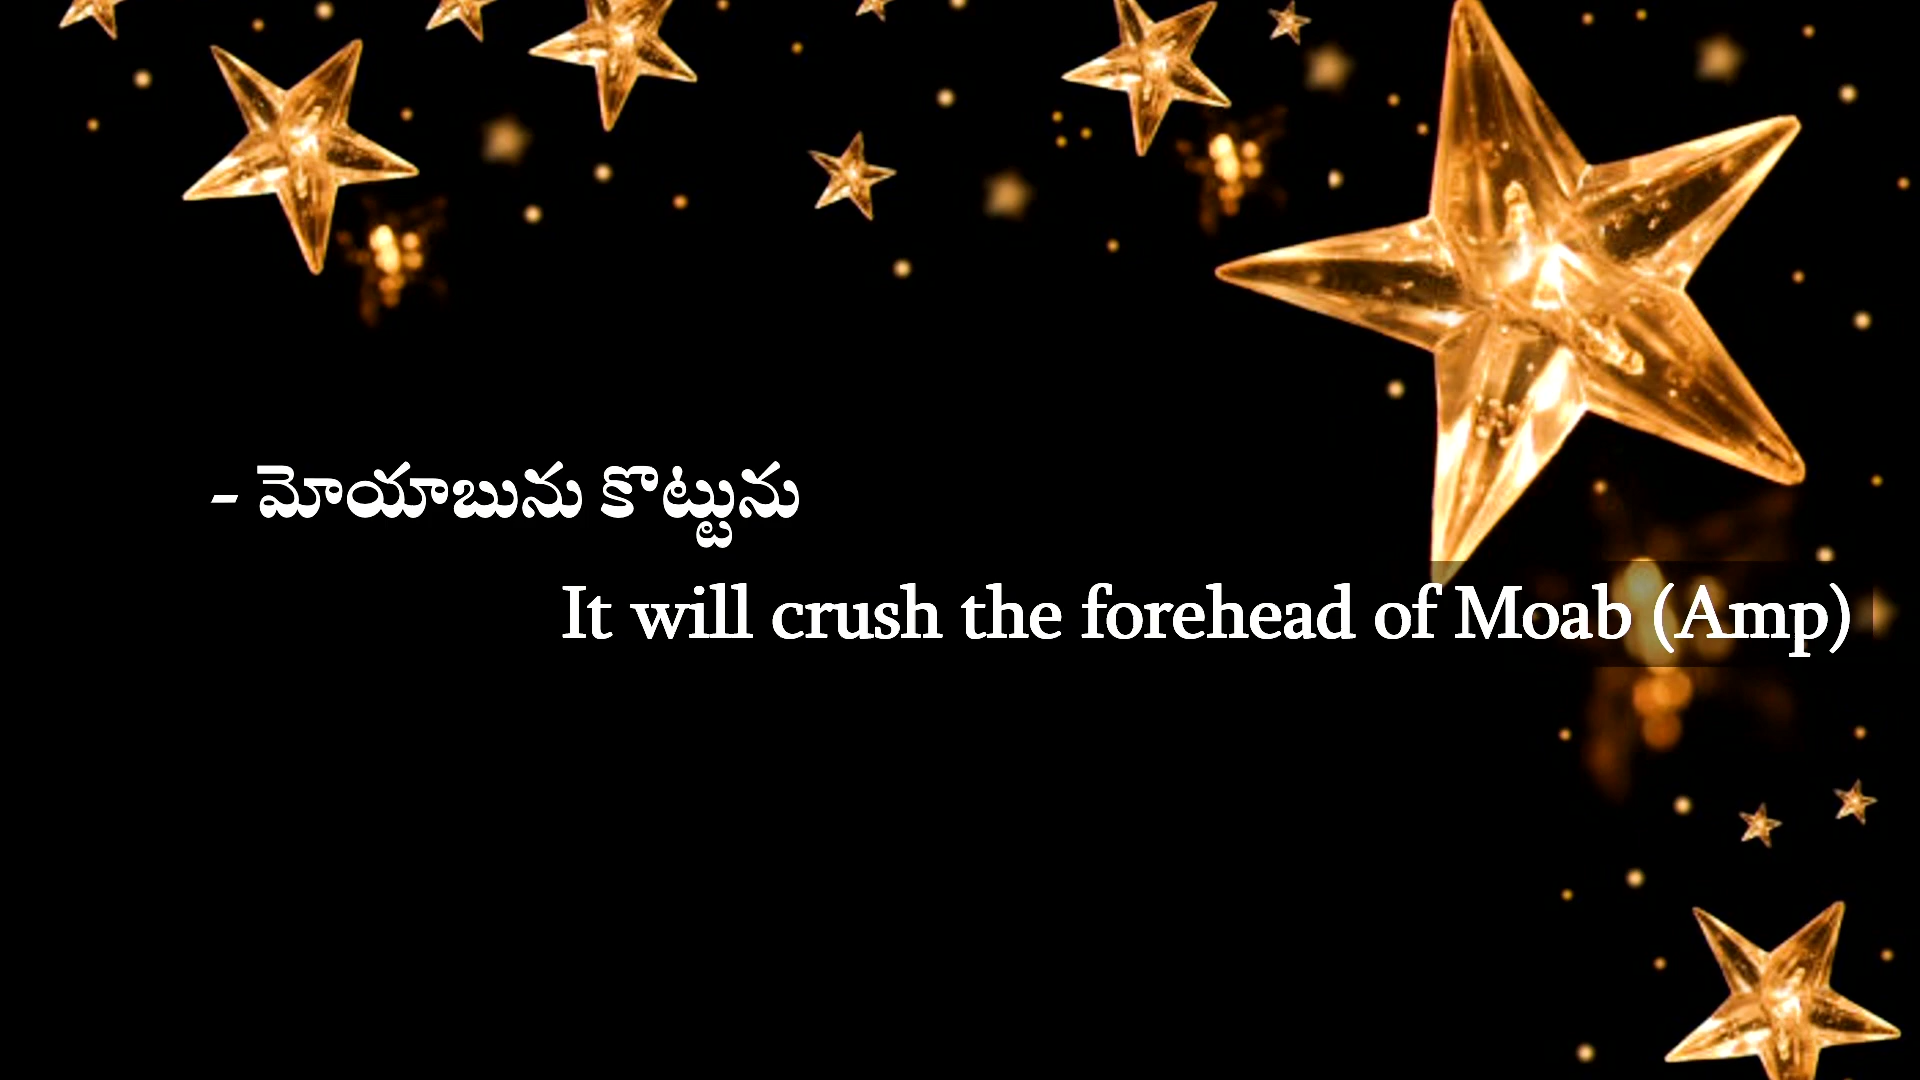 - మోయాబును కొట్టును
It will crush the forehead of Moab (Amp)